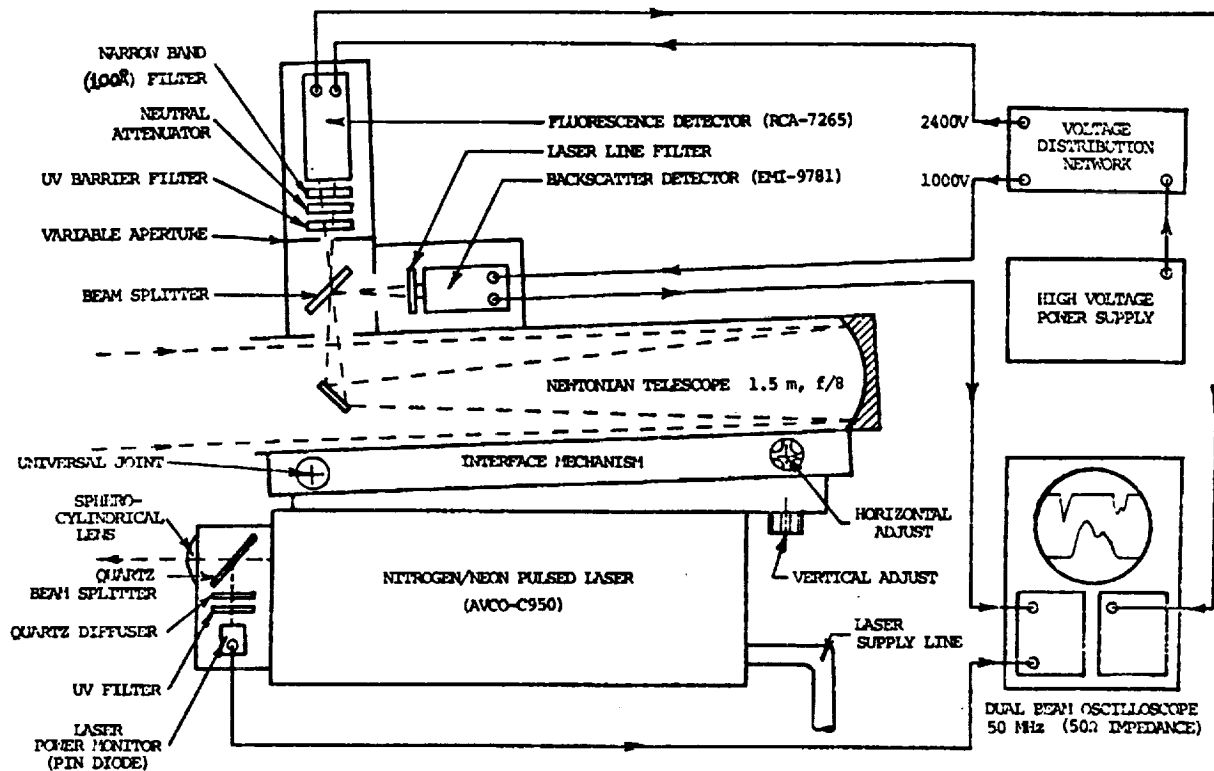 NARROW BAND
(100Å) FILTER
NEUTRAL
ATTENUATOR
UV BARRIER FILTER
VARIABLE APERTURE
BEAM SPLITTER
FLUORESCENCE DETECTOR (RCA-7265)
LASER LINE FILTER
BACKSCATTER DETECTOR (EMI-9781)
2400V
1000V
VOLTAGE
DISTRIBUTION
NETWORK
HIGH VOLTAGE
POWER SUPPLY
NEWTONIAN TELESCOPE 1.5 m, f/8
UNIVERSAL JOINT
INTERFACE MECHANISM
SPHERO-
CYLINDRICAL
LENS
HORIZONTAL
ADJUST
VERTICAL ADJUST
QUARTZ
BEAM SPLITTER
NITROGEN/NEON PULSED LASER
(AVCO-C950)
QUARTZ DIFFUSER
LASER
SUPPLY LINE
UV FILTER
LASER
POWER MONITOR
(PIN DIODE)
DUAL BEAM OSCILLOSCOPE
50 MHz (50Ω IMPEDANCE)